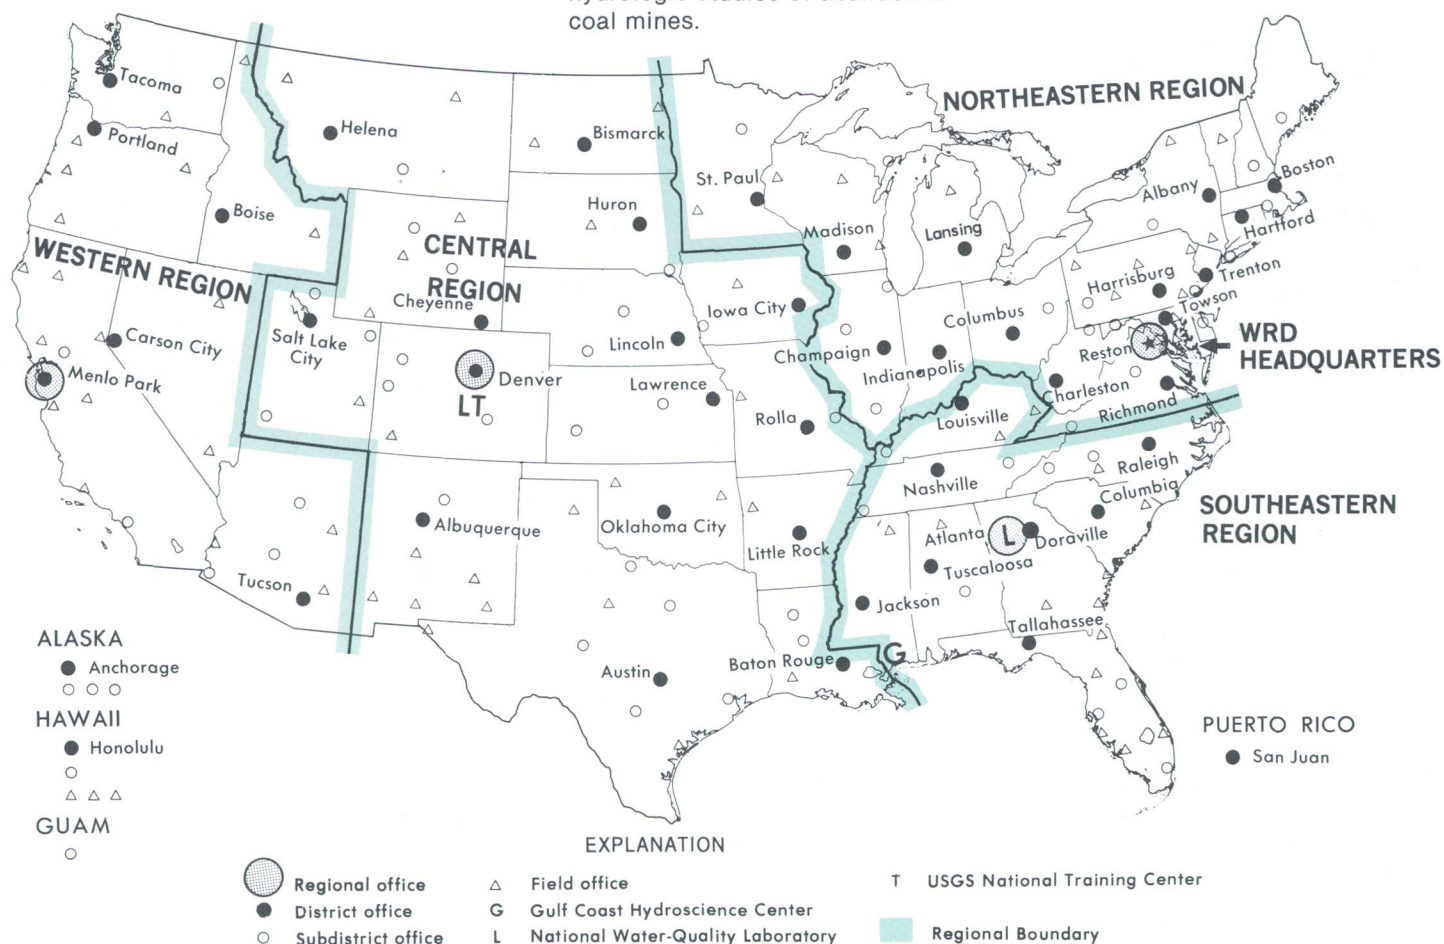 coal mines.
NORTHEASTERN REGION
Tacoma
Portland
Helena
Bismarck
St. Paul
Boston
Albany
Hartford
Boise
Huron
Madison
Lansing
WESTERN REGION
CENTRAL
REGION
Cheyenne
Iowa City
Columbus
Harrisburg
Trenton
Towson
Carson City
Salt Lake
City
Lincoln
Champaign
Indianapolis
Reston
WRD
HEADQUARTERS
Menlo Park
Denver
LT
Lawrence
Rolla
Louisville
Charleston
Richmond
Nashville
Raleigh
Columbia
SOUTHEASTERN
REGION
Albuquerque
Oklahoma City
Little Rock
Atlanta
L
Doraville
Tuscaloosa
Tucson
Jackson
Tallahassee
Austin
Baton Rouge
G
ALASKA
Anchorage
HAWAII
Honolulu
GUAM
PUERTO RICO
San Juan
EXPLANATION
Regional office
District office
Subdistrict office
Field office
G Gulf Coast Hydroscience Center
L National Water-Quality Laboratory
T USGS National Training Center
Regional Boundary